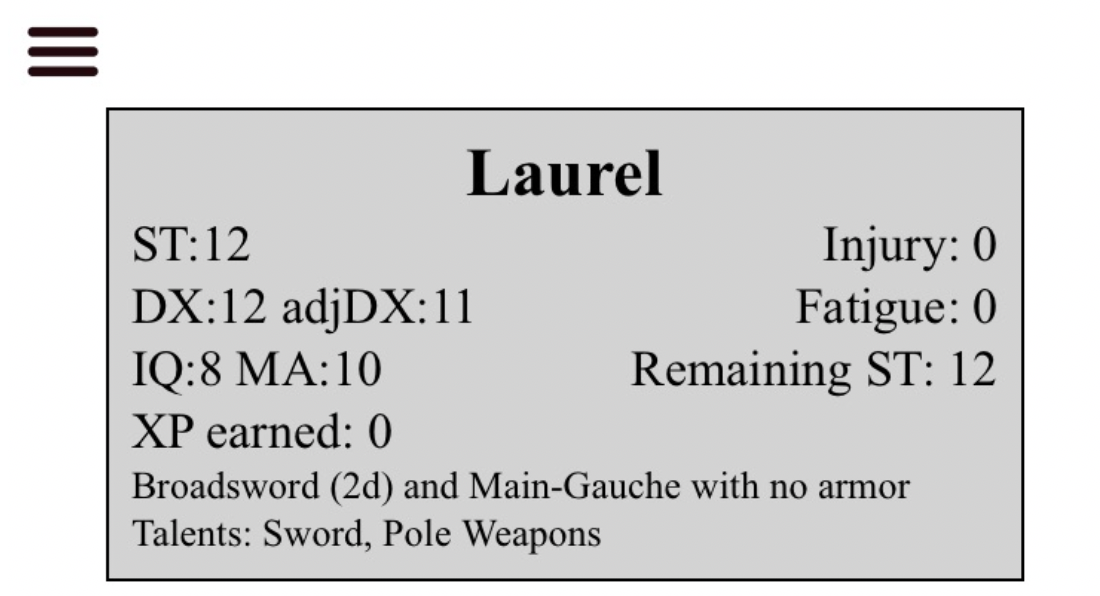 Laurel
ST:12 Injury: 0
DX:12 adjDX:11 Fatigue: 0
IQ:8 MA:10 Remaining ST: 12
XP earned: 0
Broadsword (2d) and Main-Gauche with no armor
Talents: Sword, Pole Weapons